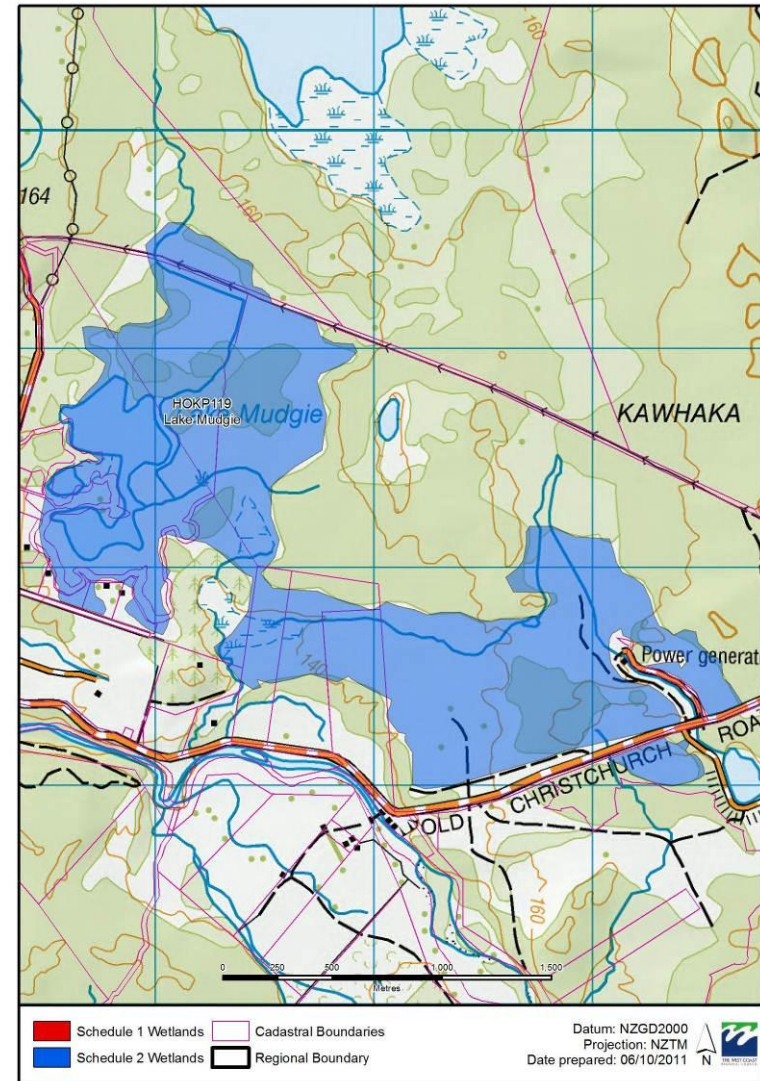 160
164
160
HOKP119
Lake Mudgie
Mudgie
KAWHAKA
140
Power generat
OLD CHRISTCHURCH ROA
160
0 250 500 1,000 1,500
Metres
Schedule 1 Wetlands
Cadastral Boundaries
Schedule 2 Wetlands
Regional Boundary
Datum: NZGD2000
Projection: NZTM
Date prepared: 06/10/2011
N